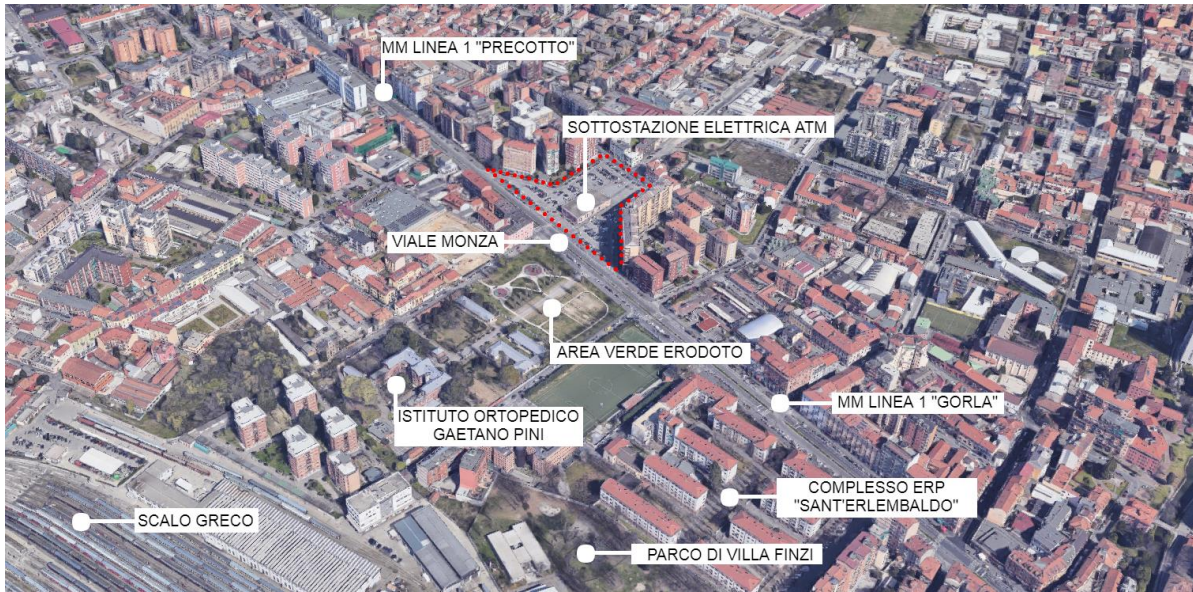 MM LINEA 1 "PRECOTTO"
SOTTOSTAZIONE ELETTRICA ATM
VIALE MONZA
AREA VERDE ERODOTO
ISTITUTO ORTOPEDICO
GAETANO PINI
MM LINEA 1 "GORLA"
COMPLESSO ERP
"SANT'ERLEMBALDO"
SCALO GRECO
PARCO DI VILLA FINZI